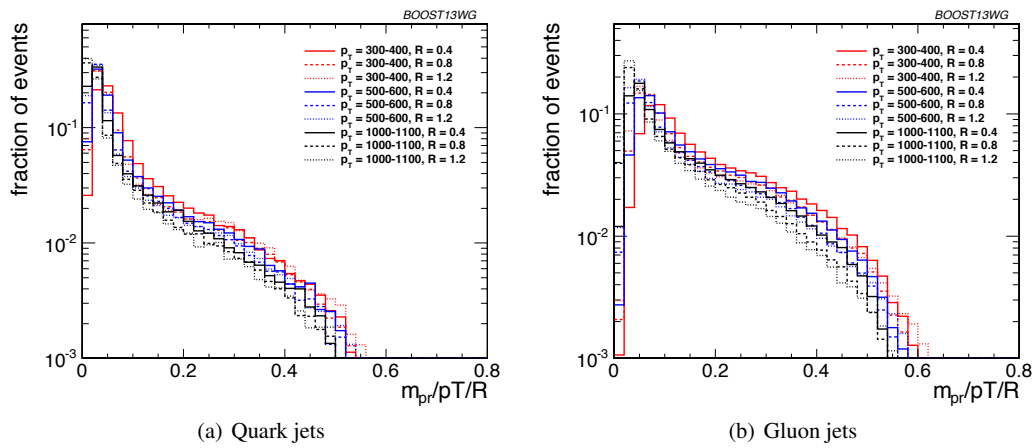 BOOST13WG
fraction of events
p_T = 300-400, R = 0.4
p_T = 300-400, R = 0.8
p_T = 300-400, R = 1.2
p_T = 500-600, R = 0.4
p_T = 500-600, R = 0.8
p_T = 500-600, R = 1.2
p_T = 1000-1100, R = 0.4
p_T = 1000-1100, R = 0.8
p_T = 1000-1100, R = 1.2
10^-1
10^-2
10^-3
0 0.2 0.4 0.6 0.8
m_pr/pT/R
(a) Quark jets
BOOST13WG
fraction of events
p_T = 300-400, R = 0.4
p_T = 300-400, R = 0.8
p_T = 300-400, R = 1.2
p_T = 500-600, R = 0.4
p_T = 500-600, R = 0.8
p_T = 500-600, R = 1.2
p_T = 1000-1100, R = 0.4
p_T = 1000-1100, R = 0.8
p_T = 1000-1100, R = 1.2
10^-1
10^-2
10^-3
0 0.2 0.4 0.6 0.8
m_pr/pT/R
(b) Gluon jets